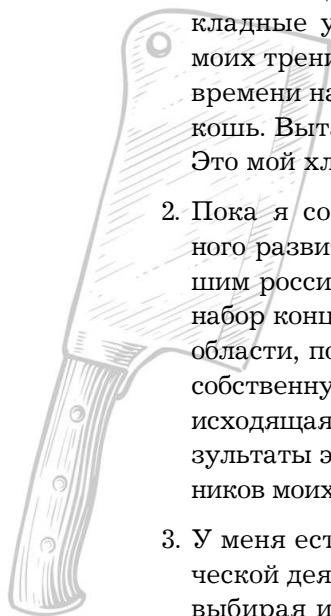 кладные у
моих трени
времени на
кошь. Выта
Это мой хл
2. Пока я со
ного разви
шим росси
набор конц
области, по
собственну
исходящая
зультаты э
ников моих
3. У меня ест
ческой дея
выбирая и